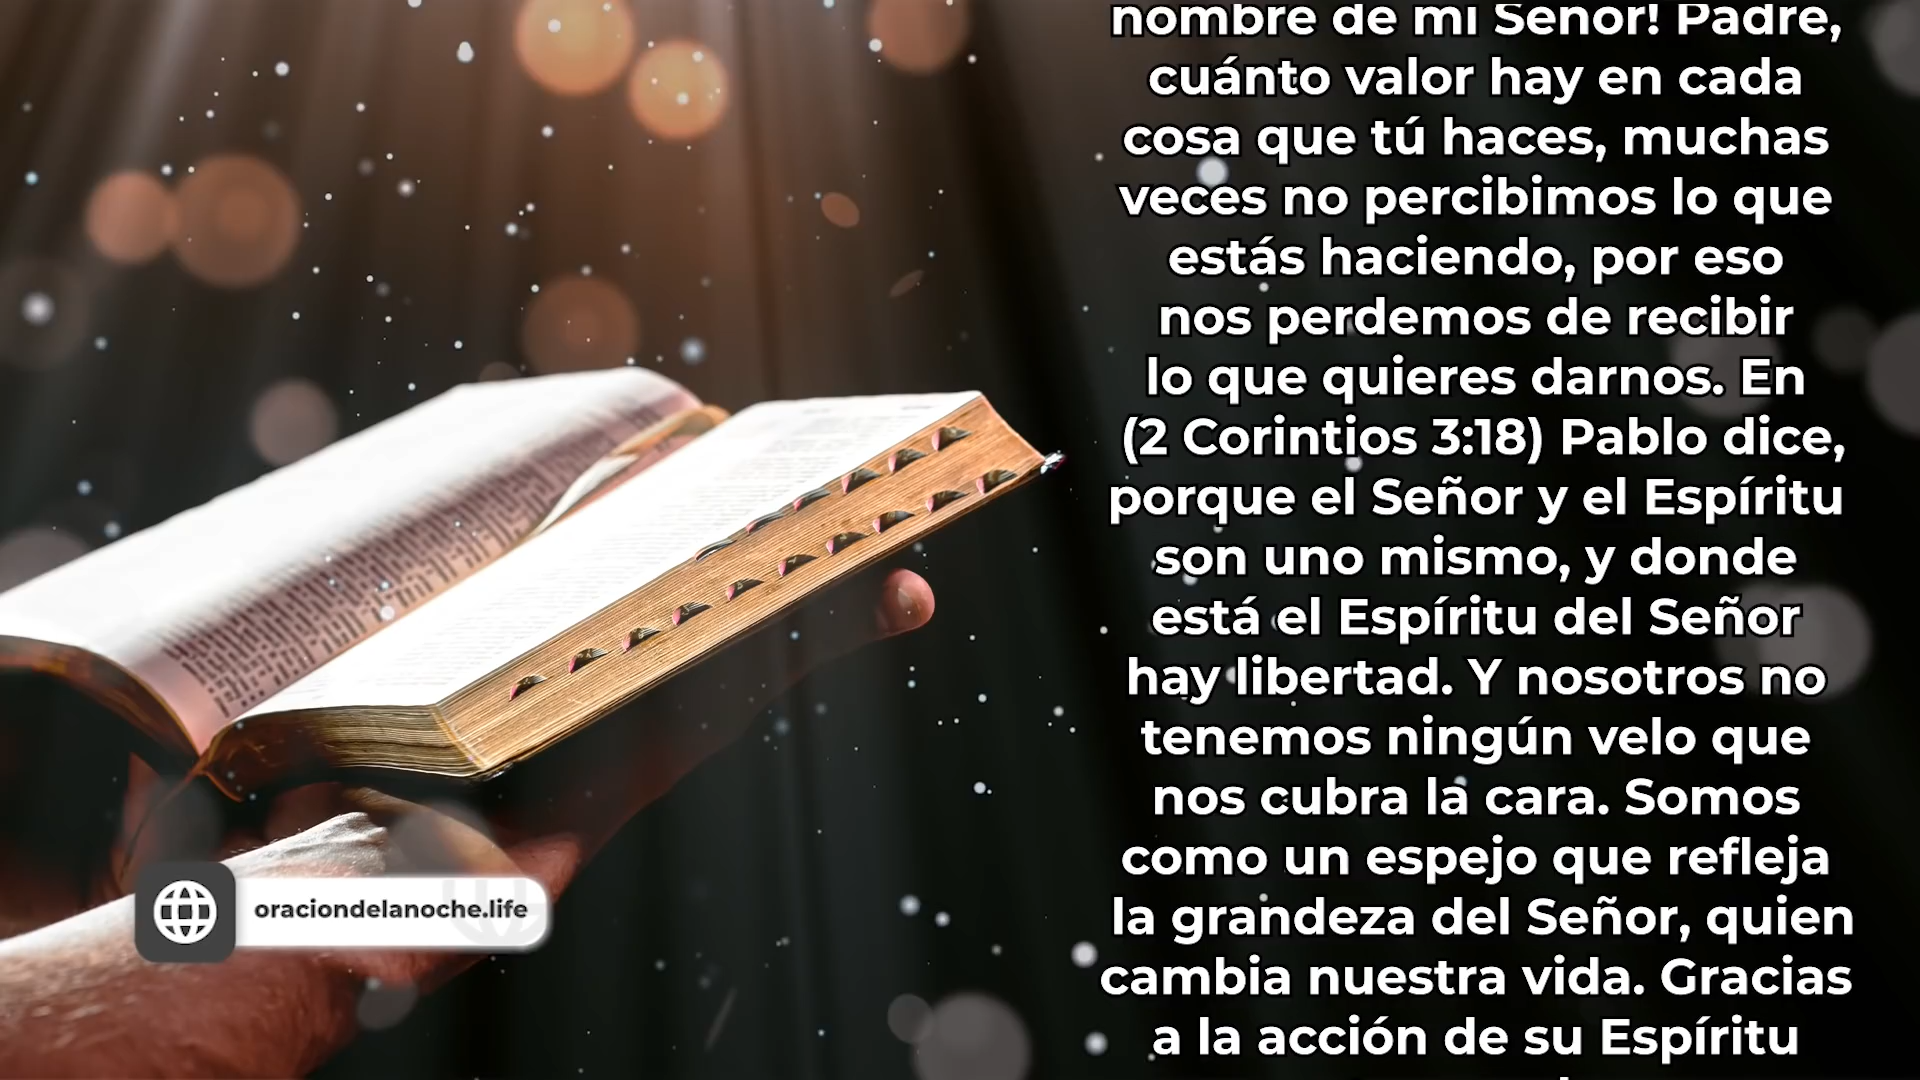 nombre de mi Señor! Padre,
cuánto valor hay en cada
cosa que tú haces, muchas
veces no percibimos lo que
estás haciendo, por eso
nos perdemos de recibir
lo que quieres darnos. En
(2 Corintios 3:18) Pablo dice,
porque el Señor y el Espíritu
son uno mismo, y donde
está el Espíritu del Señor
hay libertad. Y nosotros no
tenemos ningún velo que
nos cubra la cara. Somos
como un espejo que refleja
la grandeza del Señor, quien
cambia nuestra vida. Gracias
a la acción de su Espíritu
oraciondelanoche.life